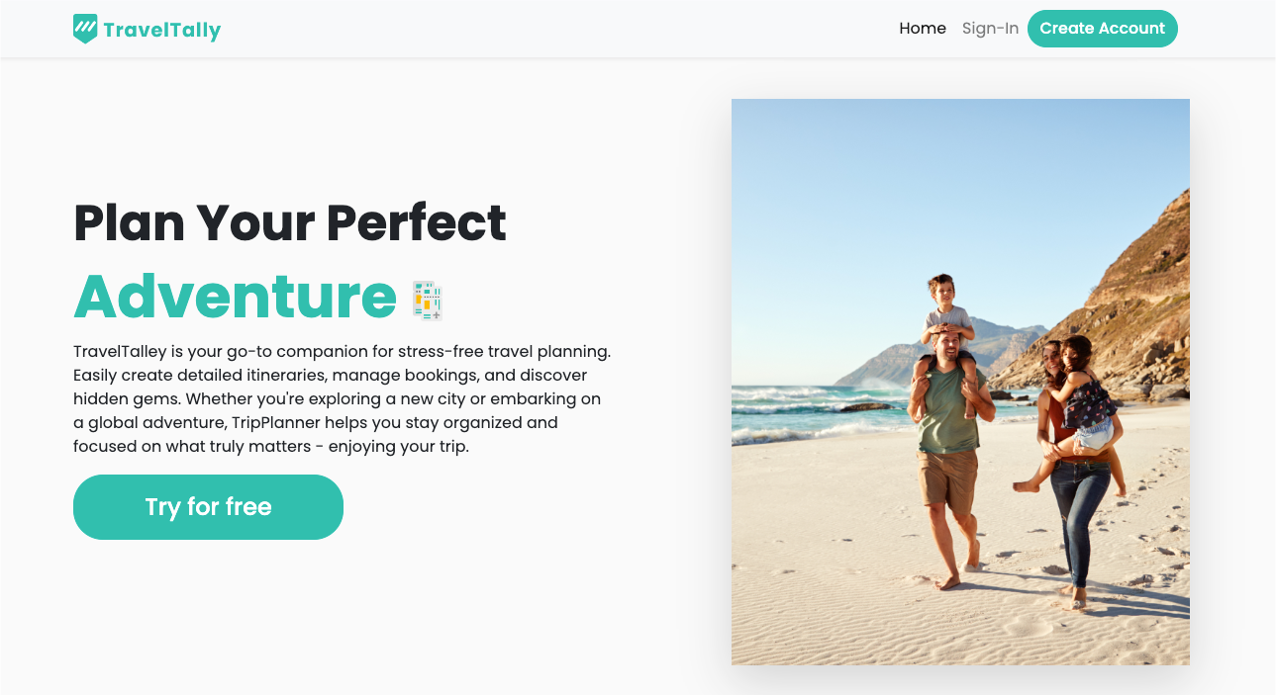 TravelTally
Home Sign-In Create Account
Plan Your Perfect
Adventure
TravelTalley is your go-to companion for stress-free travel planning.
Easily create detailed itineraries, manage bookings, and discover
hidden gems. Whether you're exploring a new city or embarking on
a global adventure, TripPlanner helps you stay organized and
focused on what truly matters - enjoying your trip.
Try for free